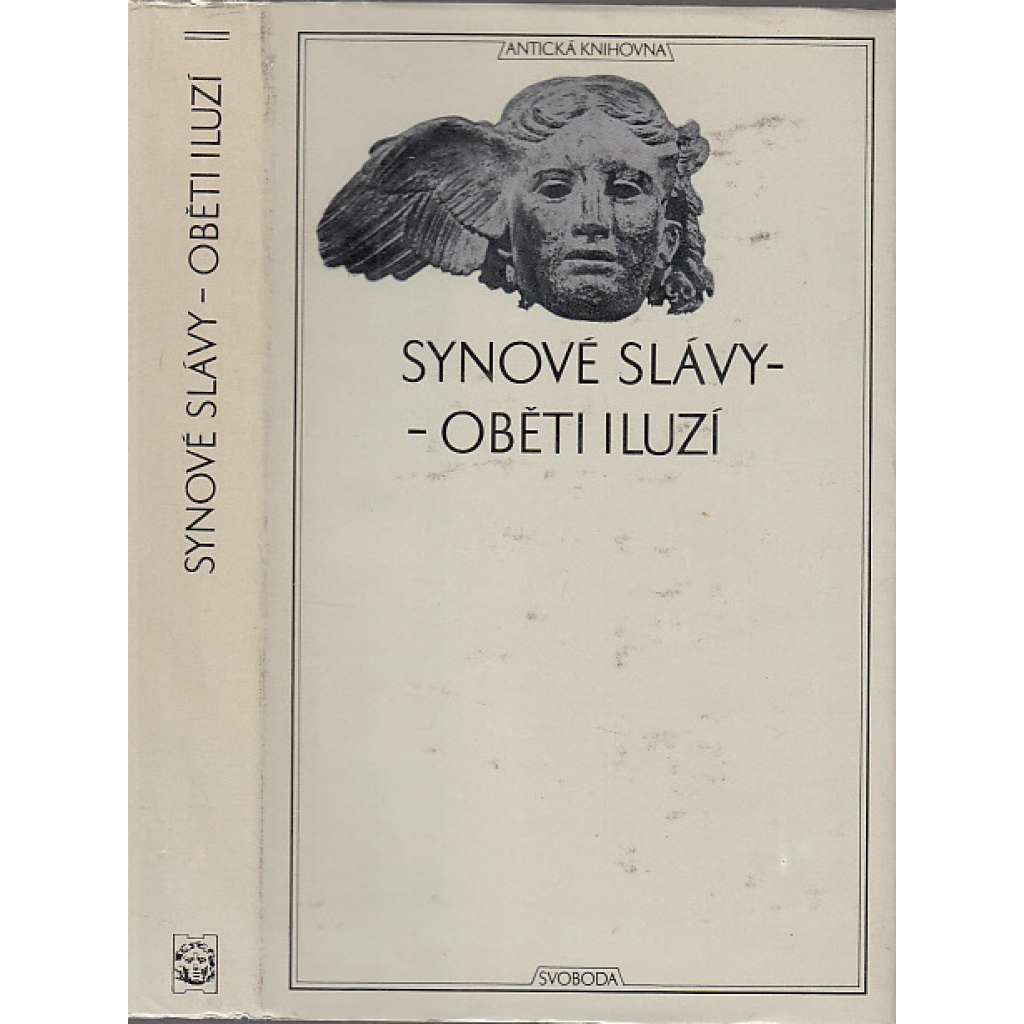 SYNOVÉ SLÁVY – OBĚTI ILUZÍ
ANTICKÁ KNIHOVNA
SYNOVÉ SLÁVY–
– OBĚTI ILUZÍ
SVOBODA